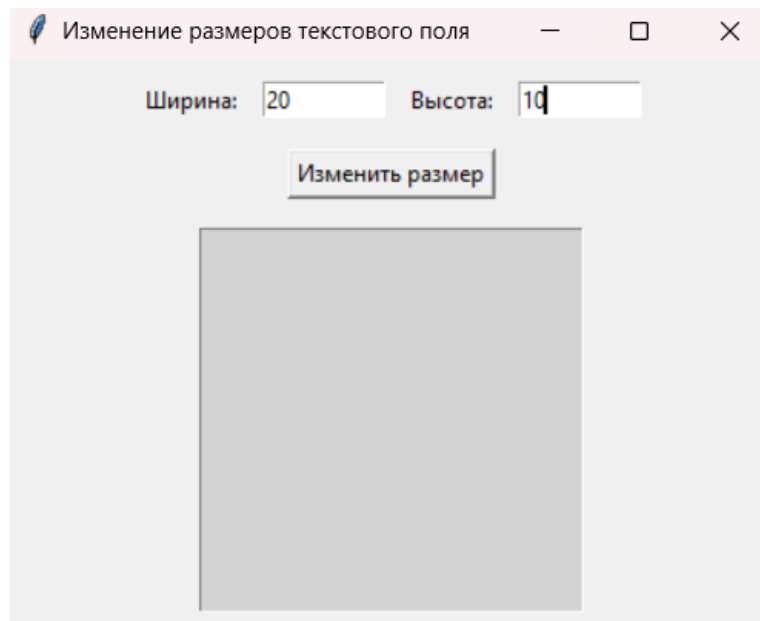 Изменение размеров текстового поля
Ширина: 20 Высота: 10
Изменить размер